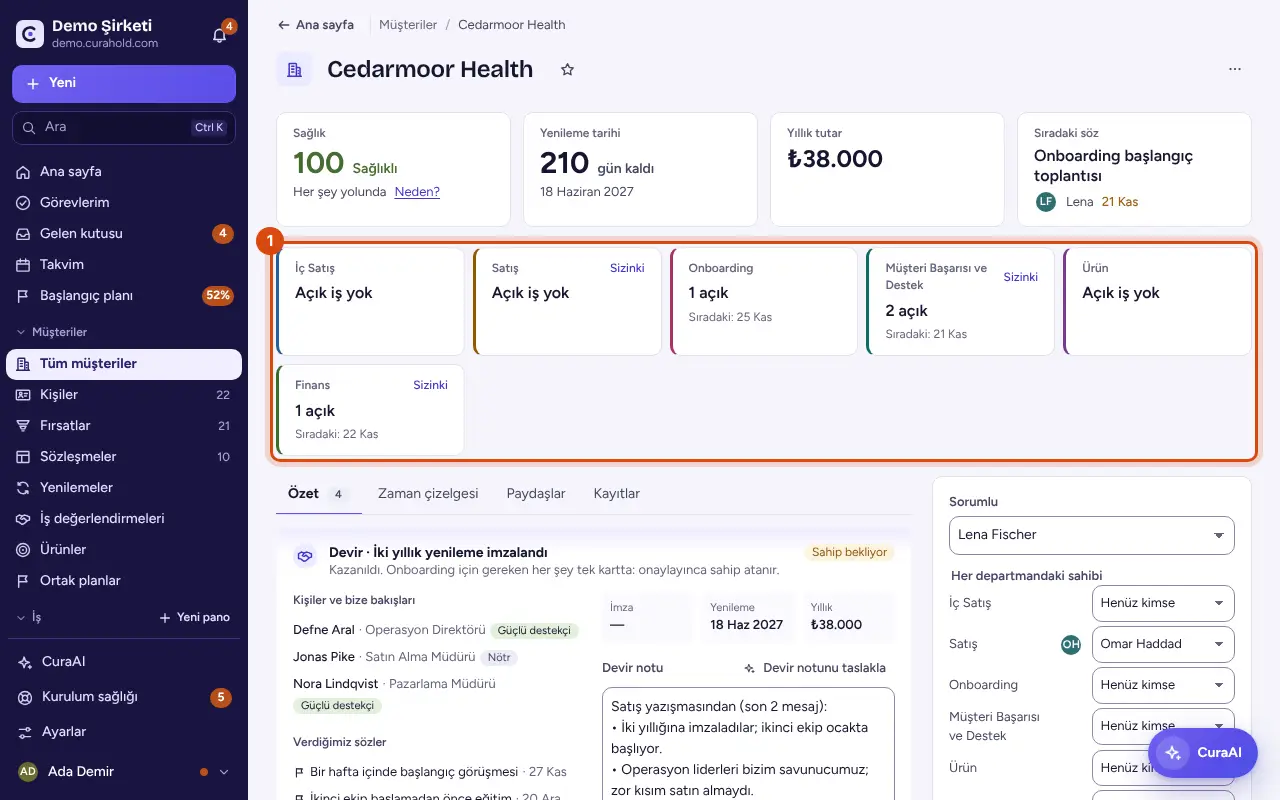 Demo Şirketi
demo.curahold.com
4
Yeni
Ara
Ctrl K
Ana sayfa
Görevlerim
Gelen kutusu
4
Takvim
Başlangıç planı
52%
Müşteriler
Tüm müşteriler
Kişiler
22
Fırsatlar
21
Sözleşmeler
10
Yenilemeler
İş değerlendirmeleri
Ürünler
Ortak planlar
İş
+ Yeni pano
CuraAI
Kurulum sağlığı
5
Ayarlar
AD
Ada Demir
← Ana sayfa
Müşteriler / Cedarmoor Health
Cedarmoor Health
Sağlık
100 Sağlıklı
Her şey yolunda Neden?
Yenileme tarihi
210 gün kaldı
18 Haziran 2027
Yıllık tutar
₺38.000
Sıradaki söz
Onboarding başlangıç
toplantısı
LF Lena 21 Kas
1
İç Satış
Açık iş yok
Satış
Sizinki
Açık iş yok
Onboarding
1 açık
Sıradaki: 25 Kas
Müşteri Başarısı ve
Destek
Sizinki
2 açık
Sıradaki: 21 Kas
Ürün
Açık iş yok
Finans
Sizinki
1 açık
Sıradaki: 22 Kas
Özet 4
Zaman çizelgesi
Paydaşlar
Kayıtlar
Devir · İki yıllık yenileme imzalandı
Sahip bekliyor
Kazanıldı. Onboarding için gereken her şey tek kartta: onaylayınca sahip atanır.
Kişiler ve bize bakışları
Defne Aral · Operasyon Direktörü Güçlü destekçi
Jonas Pike · Satın Alma Müdürü Nötr
Nora Lindqvist · Pazarlama Müdürü
Güçlü destekçi
Verdiğimiz sözler
Bir hafta içinde başlangıç görüşmesi · 27 Kas
İkinci ekip başlamadan önce eğitim · 20 Ara
İmza
—
Yenileme
18 Haz 2027
Yıllık
₺38.000
Devir notu
Devir notunu taslakla
Satış yazışmasından (son 2 mesaj):
• İki yıllığına imzaladılar; ikinci ekip ocakta
başlıyor.
• Operasyon liderleri bizim savunucumuz;
zor kısım satın almaydı.
Sorumlu
Lena Fischer
Her departmandaki sahibi
İç Satış
Henüz kimse
Satış
OH
Omar Haddad
Onboarding
Henüz kimse
Müşteri Başarısı
ve Destek
Henüz kimse
Ürün
CuraAI